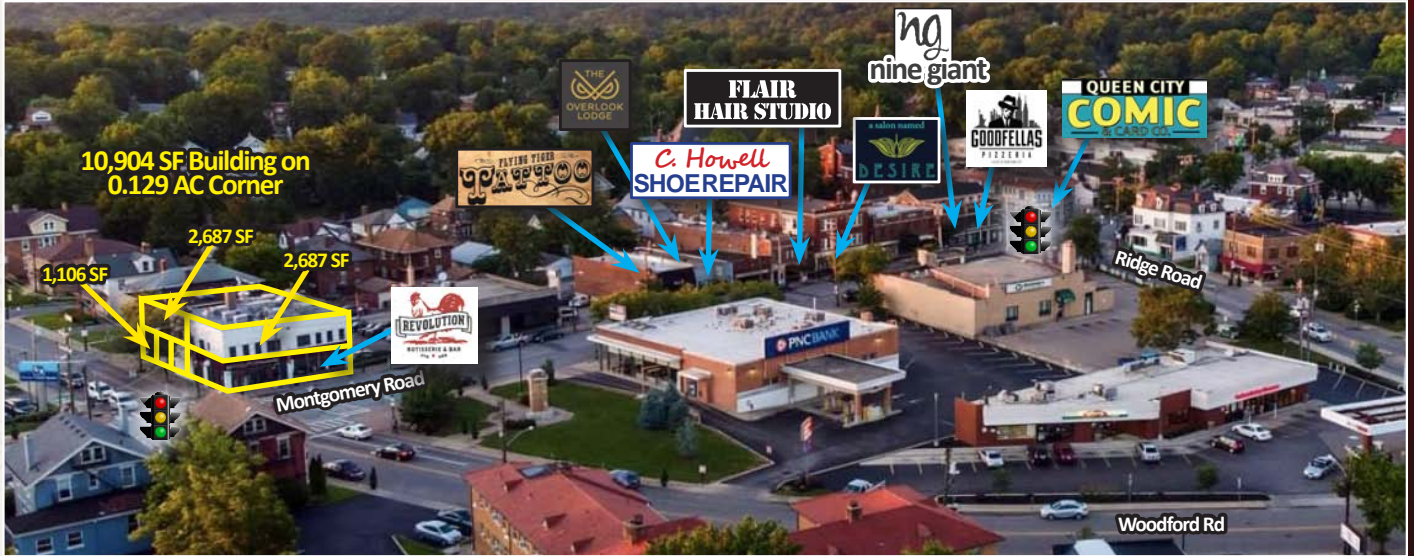 10,904 SF Building on
0.129 AC Corner
2,687 SF
2,687 SF
1,106 SF
REVOLUTION
ROTISSERIE & BAR
Montgomery Road
FLYING TIGER
TATTOO
THE
OVERLOOK
LODGE
C. Howell
SHOE REPAIR
FLAIR
HAIR STUDIO
a salon named
DESIRE
ng
nine giant
GOODFELLAS
PIZZERIA
QUEEN CITY
COMIC
& CARD CO.
Ridge Road
PNC BANK
Woodford Rd